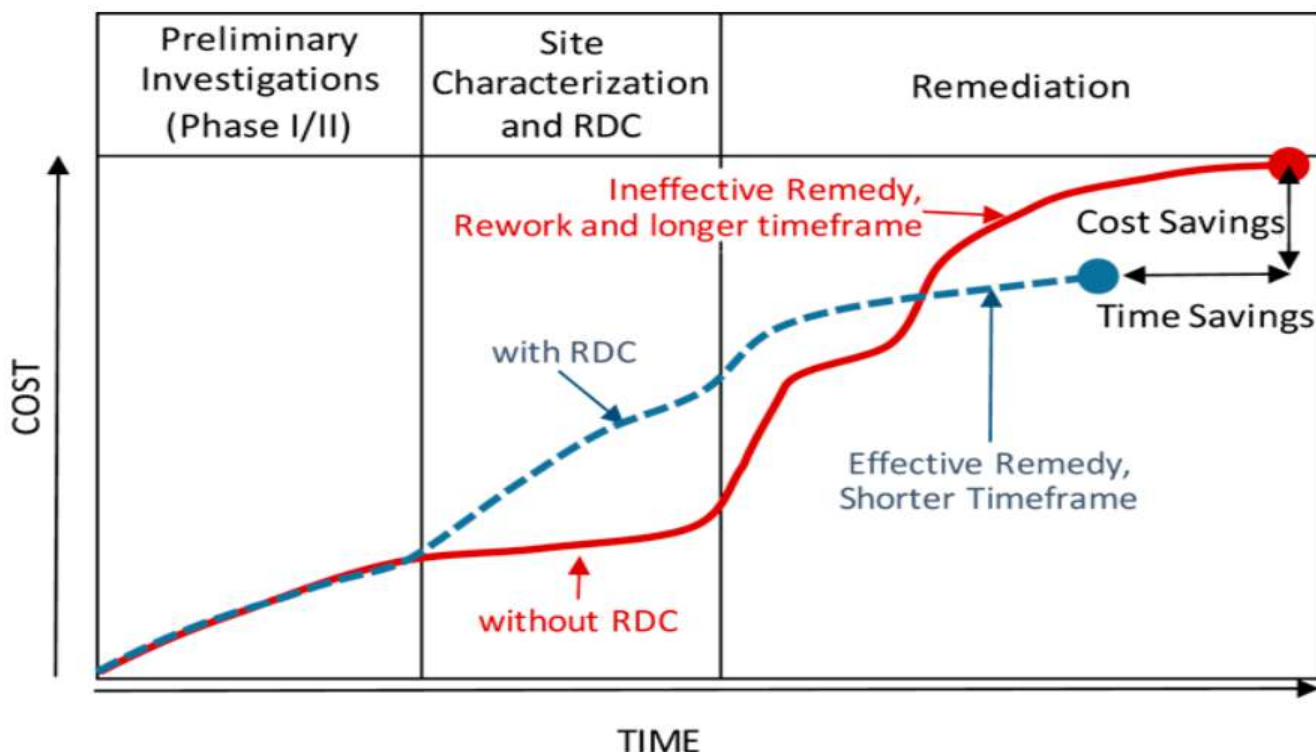 Preliminary
Investigations
(Phase I/II)
Site
Characterization
and RDC
Remediation
Ineffective Remedy,
Rework and longer timeframe
Cost Savings
Time Savings
with RDC
Effective Remedy,
Shorter Timeframe
without RDC
COST
TIME